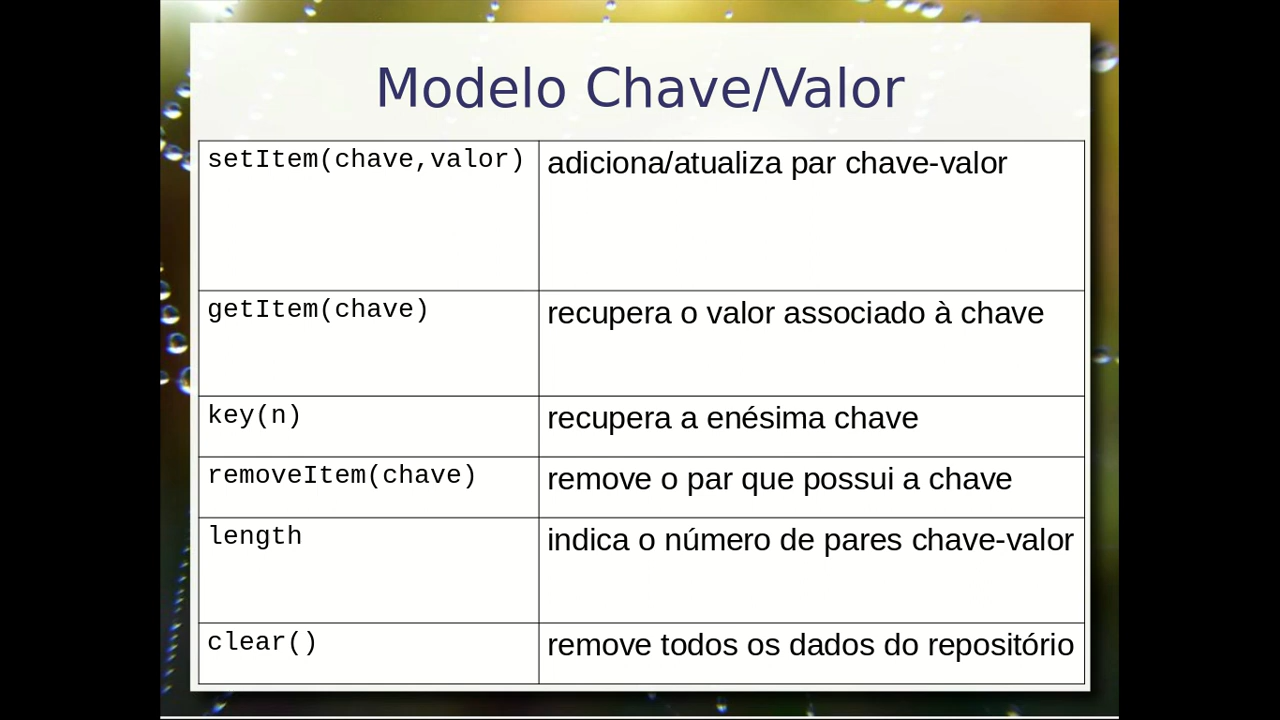 Modelo Chave/Valor
setItem(chave,valor) adiciona/atualiza par chave-valor
getItem(chave) recupera o valor associado à chave
key(n) recupera a enésima chave
removeItem(chave) remove o par que possui a chave
length indica o número de pares chave-valor
clear() remove todos os dados do repositório